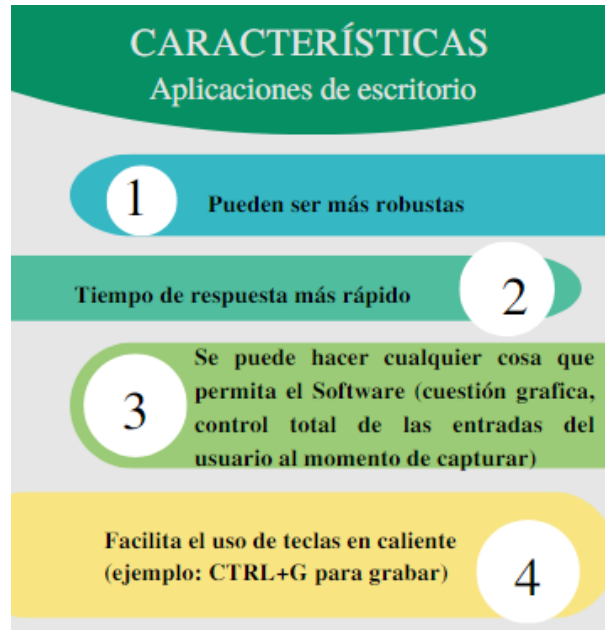 CARACTERÍSTICAS
Aplicaciones de escritorio
1
Pueden ser más robustas
Tiempo de respuesta más rápido
2
3
Se puede hacer cualquier cosa que
permita el Software (cuestión grafica,
control total de las entradas del
usuario al momento de capturar)
Facilita el uso de teclas en caliente
(ejemplo: CTRL+G para grabar)
4